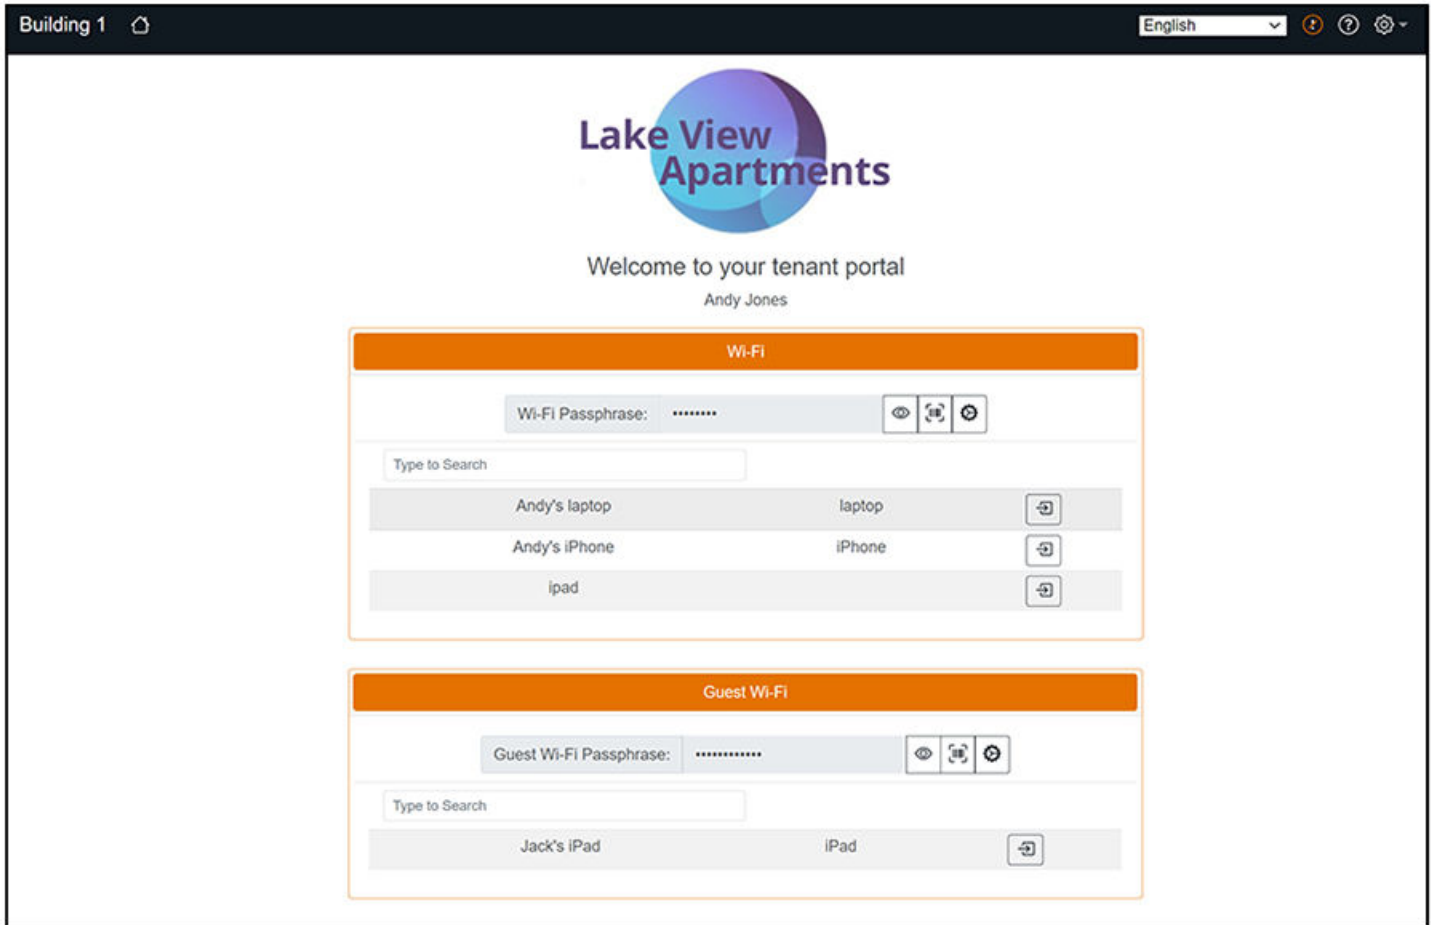 Building 1
English
Lake View
Apartments
Welcome to your tenant portal
Andy Jones
Wi-Fi
Wi-Fi Passphrase: ••••••••
Type to Search
Andy's laptop laptop
Andy's iPhone iPhone
ipad
Guest Wi-Fi
Guest Wi-Fi Passphrase: ••••••••••••
Type to Search
Jack's iPad iPad